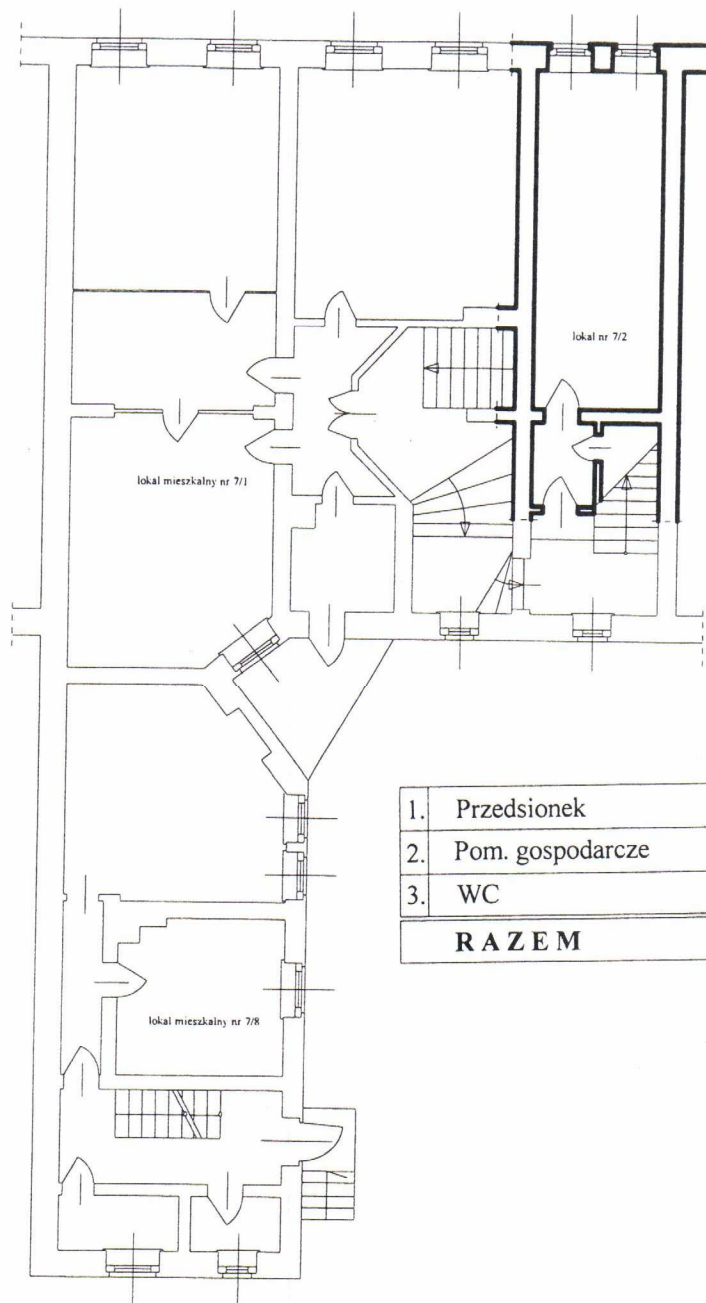 lokal nr 7/2
lokal mieszkalny nr 7/1
1. Przedsionek
2. Pom. gospodarcze
3. WC
RAZEM
lokal mieszkalny nr 7/8